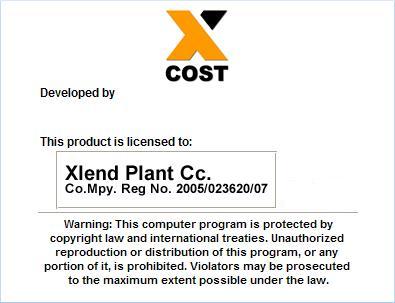 X
COST
Developed by
This product is licensed to:
Xlend Plant Cc.
Co.Mpy. Reg No. 2005/023620/07
Warning: This computer program is protected by
copyright law and international treaties. Unauthorized
reproduction or distribution of this program, or any
portion of it, is prohibited. Violators may be prosecuted
to the maximum extent possible under the law.